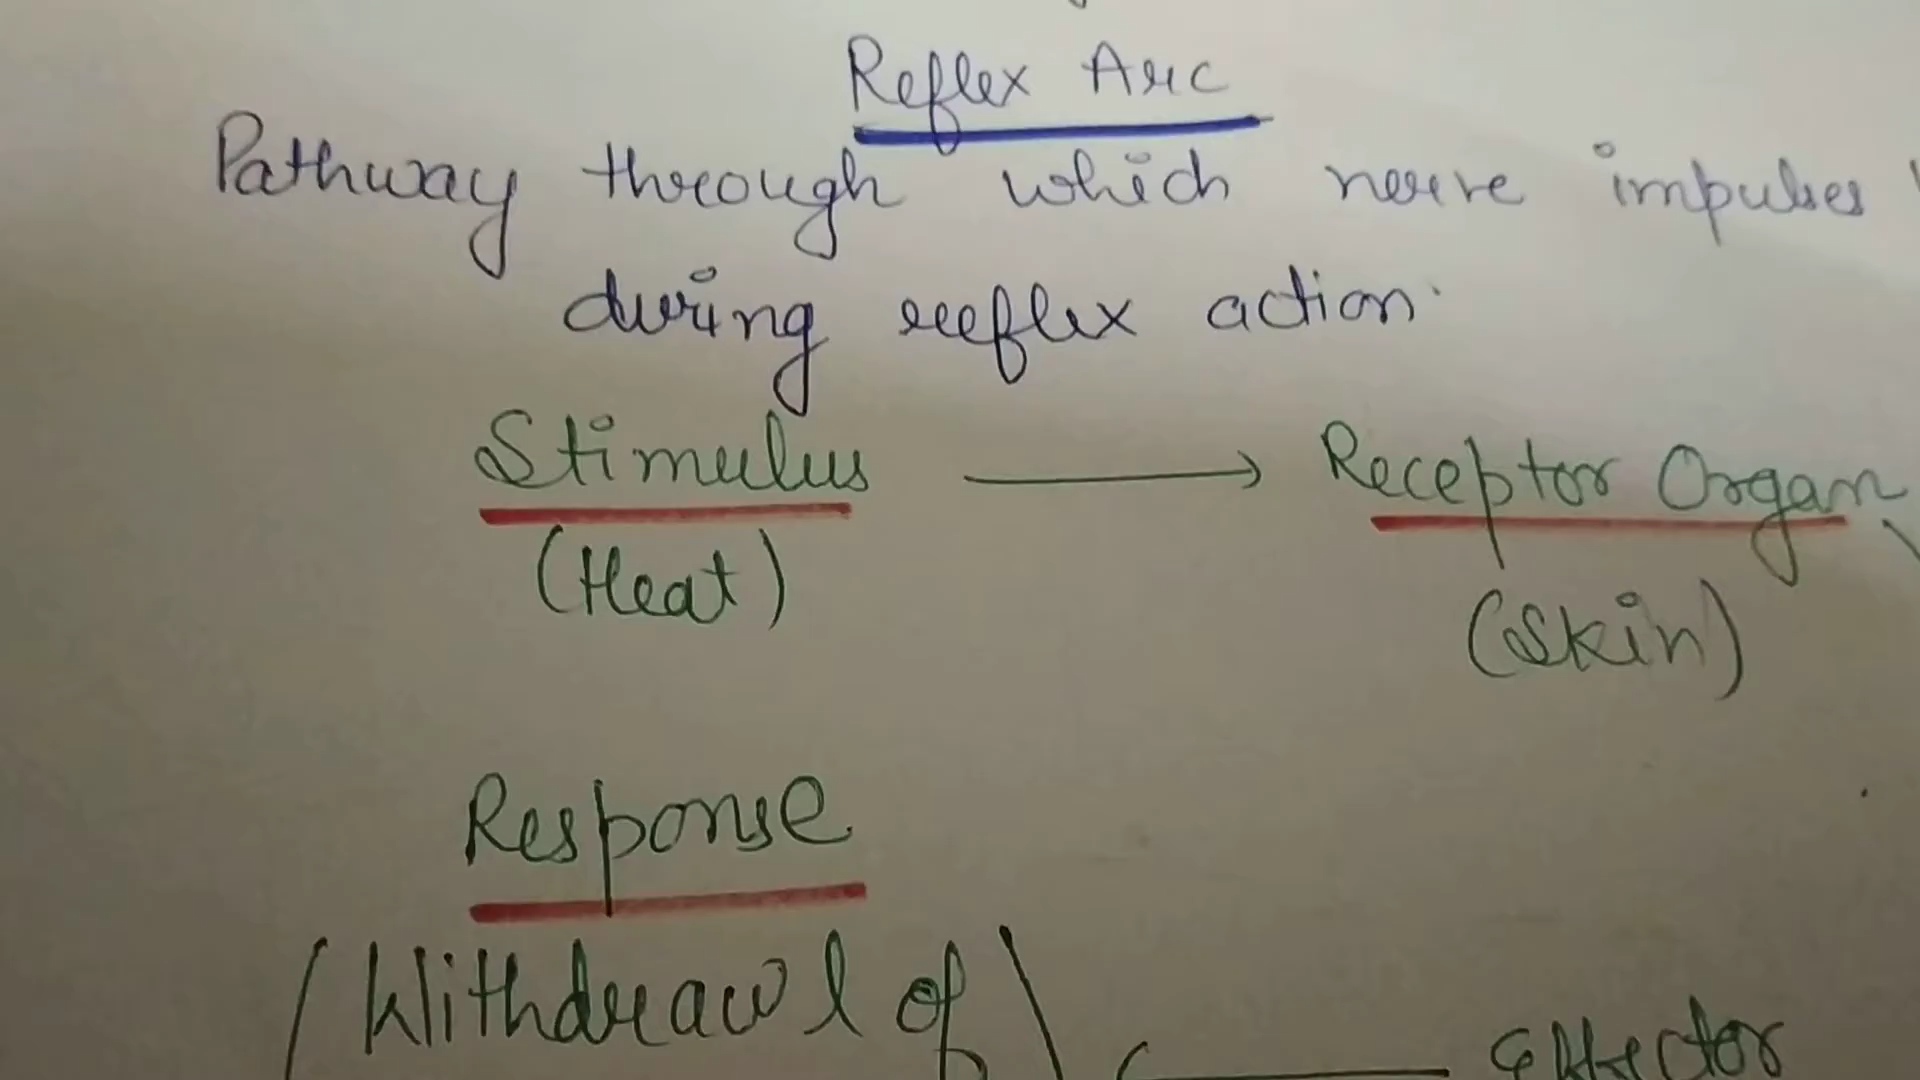 Reflex Arc
Pathway through which nerve impulses
during reflex action.
Stimulus → Receptor Organ
(Heat) (Skin)
Response
(Withdrawl of)
Effector